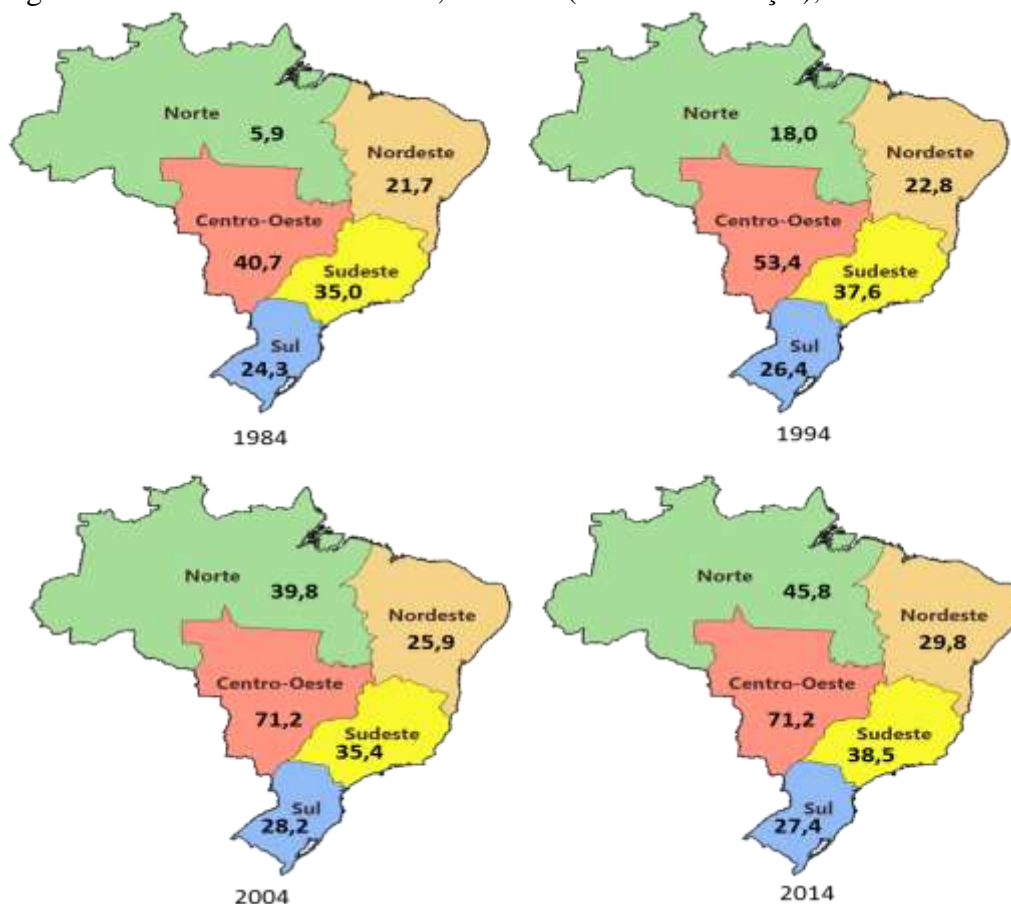 Norte
5,9
Nordeste
21,7
Centro-Oeste
40,7
Sudeste
35,0
Sul
24,3
1984
Norte
18,0
Nordeste
22,8
Centro-Oeste
53,4
Sudeste
37,6
Sul
26,4
1994
Norte
39,8
Nordeste
25,9
Centro-Oeste
71,2
Sudeste
35,4
Sul
28,2
2004
Norte
45,8
Nordeste
29,8
Centro-Oeste
71,2
Sudeste
38,5
Sul
27,4
2014